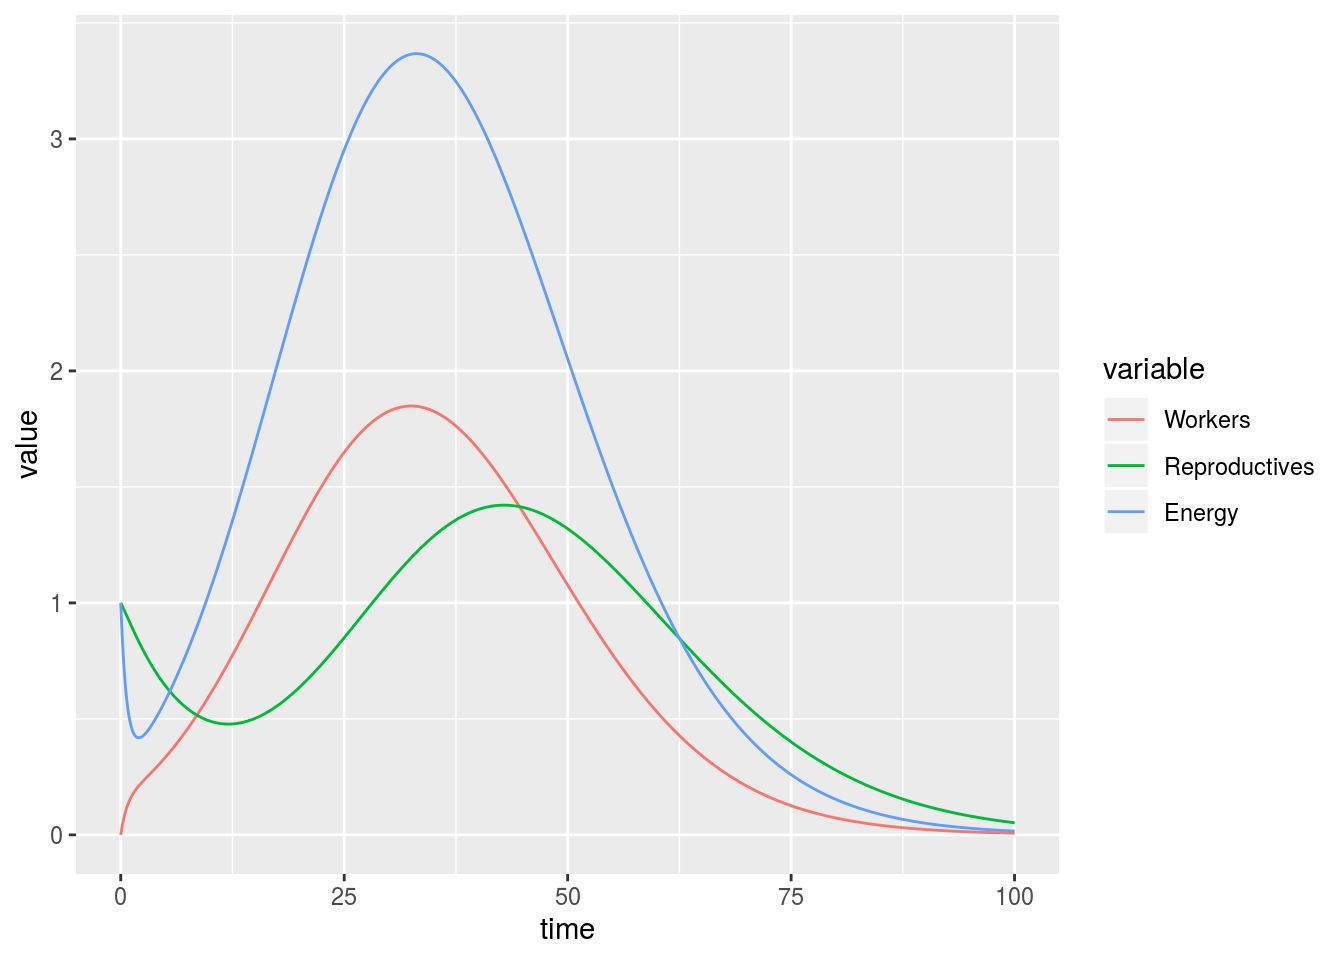 3
2
1
0
value
0 25 50 75 100
time
variable
Workers
Reproductives
Energy